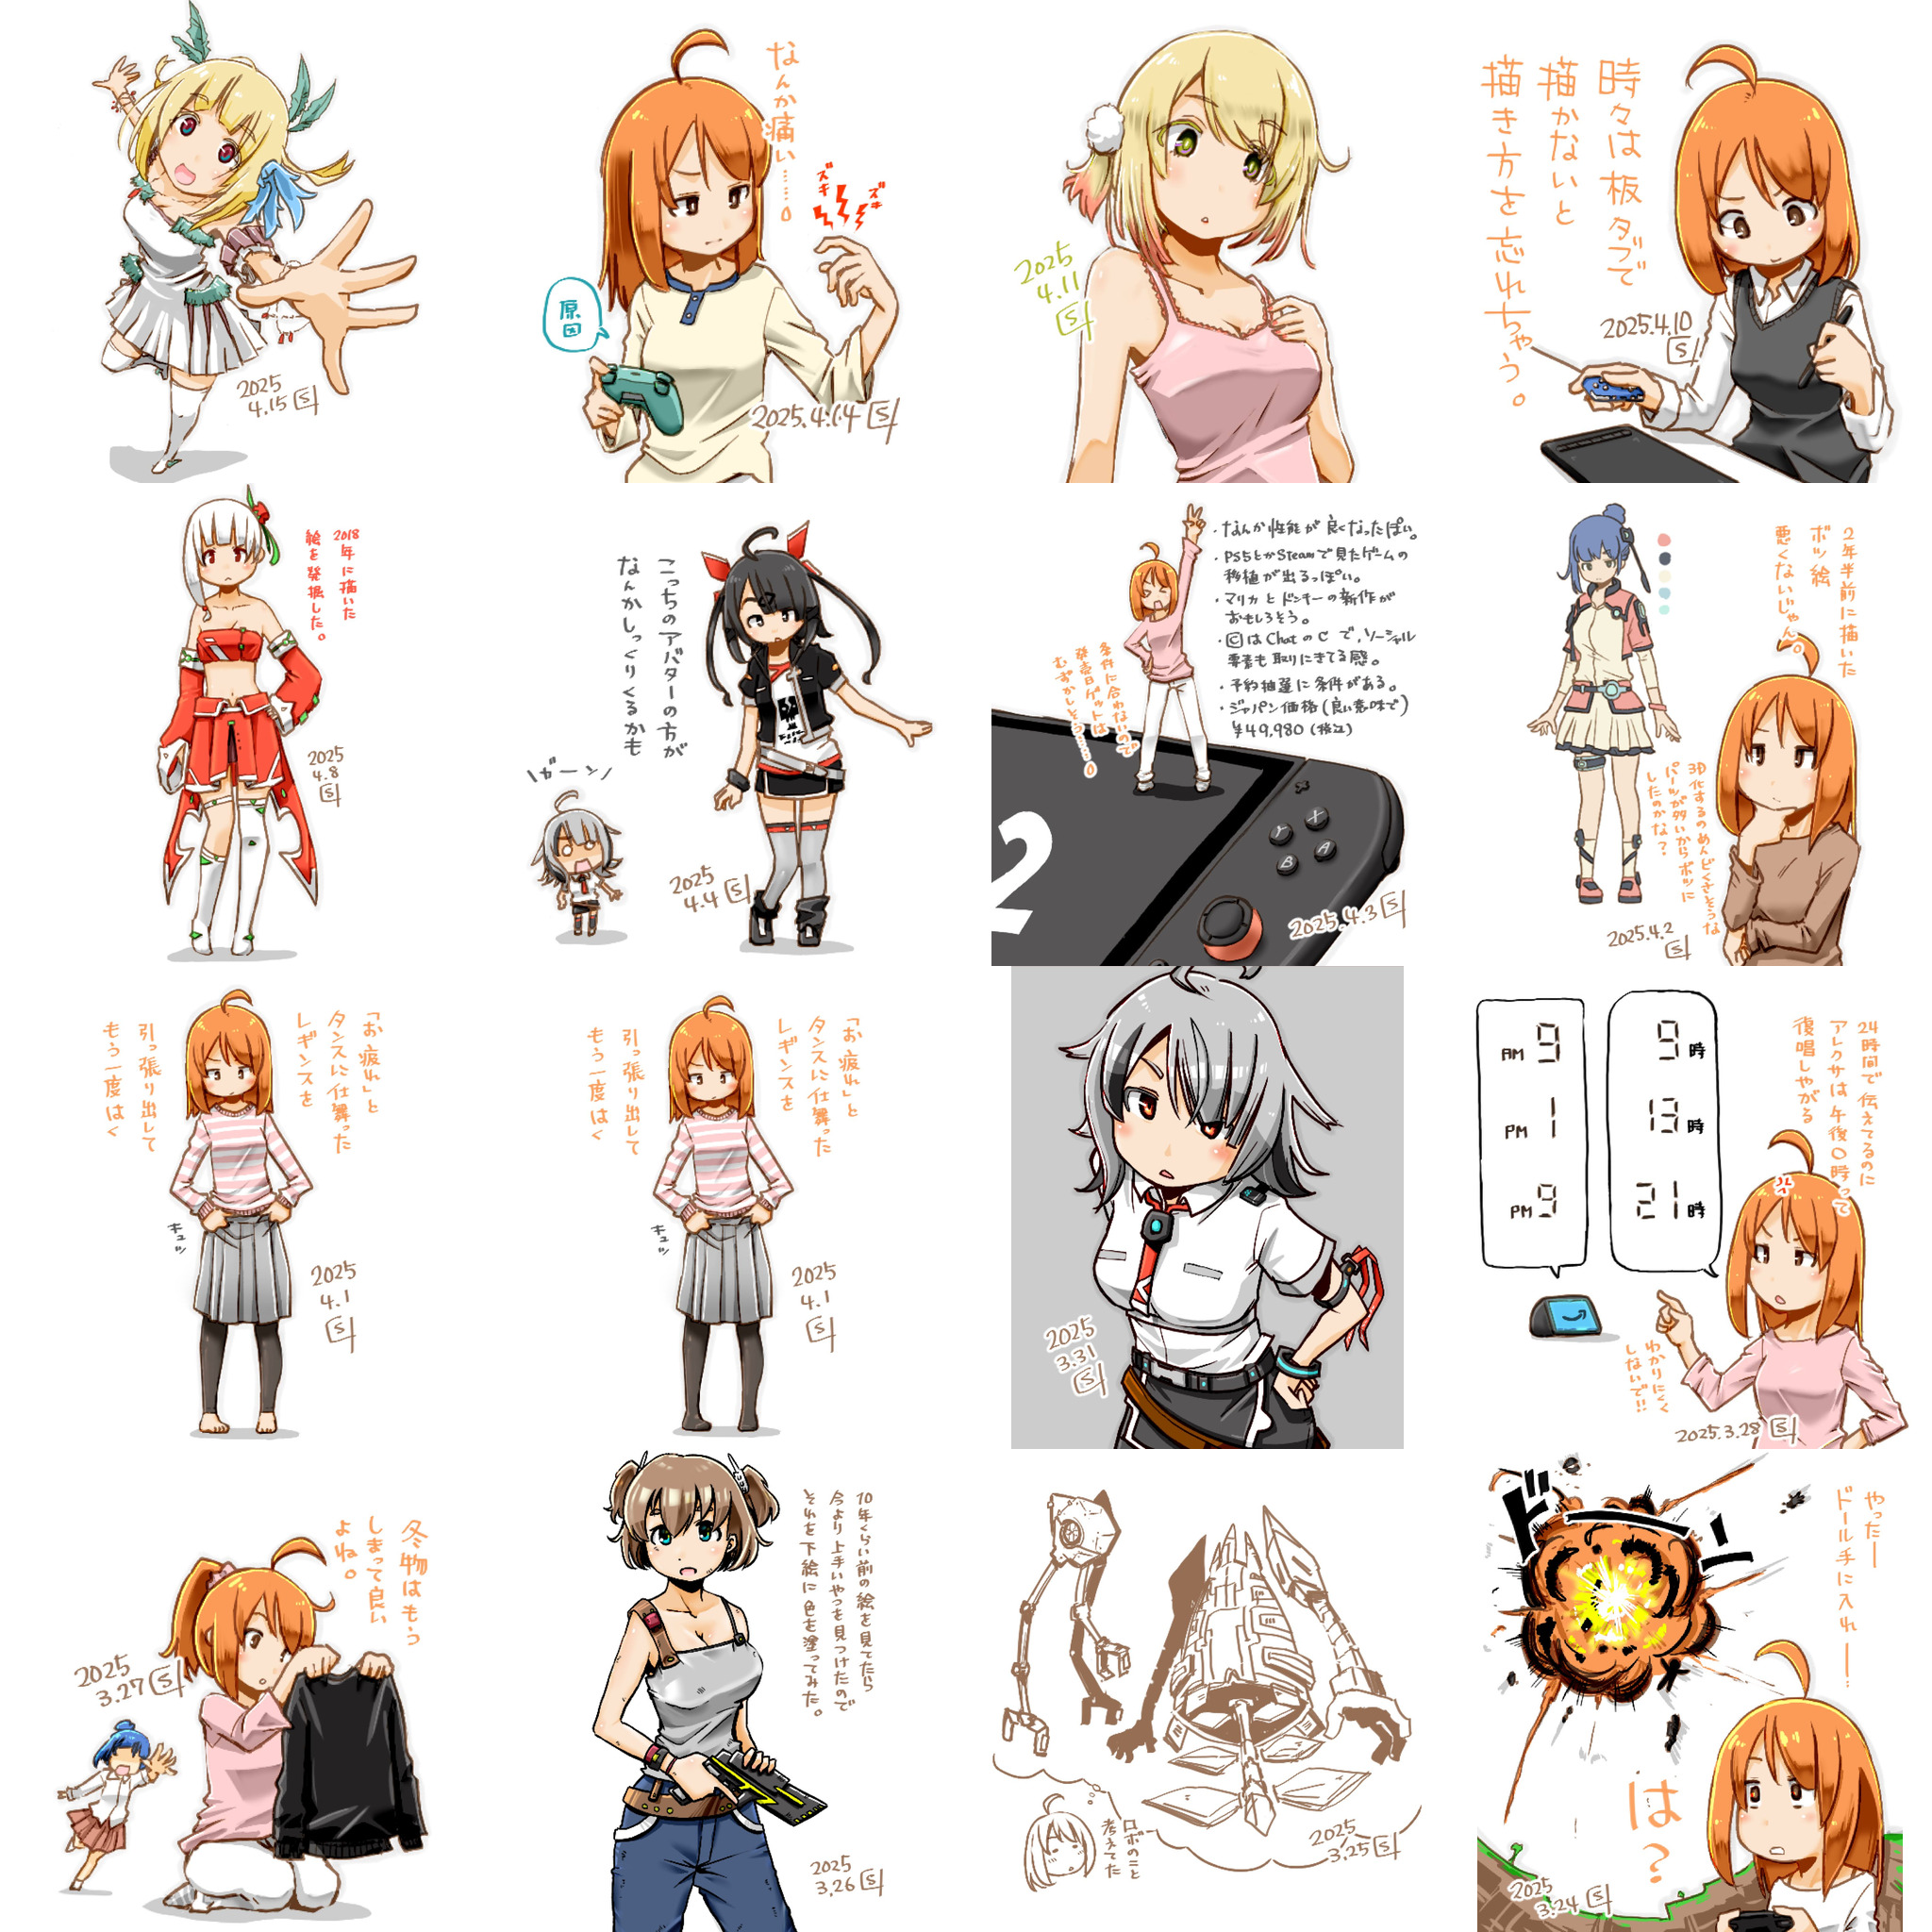 2025
4.15 S
なんか痛い……。
ズキ
ズキ
原因
2025.4.14 S
2025
4.11
S
時々は板タブで
描かないと
描き方を忘れちゃう。
2025.4.10
S
2018
年に描いた
絵を発掘した。
2025
4.8
S
こっちのアバターの方が
なんかしっくりくるかも
ガーン
2025
4.4 S
・なんか性能が良くなったぽい。
・PS5とかSteamで見たゲームの
移植が出るっぽい。
・マリカとドンキーの新作が
おもしろそう。
・CはChatのCで、ソーシャル
要素も取りにきてる感。
・予約抽選に条件がある。
・ジャパン価格(良い意味で)
¥49,980(税込)
条件に合わないので
発売日ゲットは
むずかしそう……。
2
X
Y
A
B
2025.4.3 S
2年半前に描いた
ボツ絵
悪くないじゃん。
3D化するのめんどくさそうな
パーツが多いからボツに
したのかな?
2025.4.2
S
「お疲れ」と
タンスに仕舞った
レギンスを
引っ張り出して
もう一度はく
キュッ
2025
4.1
S
「お疲れ」と
タンスに仕舞った
レギンスを
引っ張り出して
もう一度はく
キュッ
2025
4.1
S
2025
3.31
S
AM 9
PM 1
PM 9
9時
13時
21時
24時間で伝えてるのに
アレクサは午後〇時って
復唱しやがる
わかりにくく
しないで!!
2025.3.28 S
冬物はもう
しまって良い
よね。
2025
3.27 S
10年くらい前の絵を見てたら
今より上手いやつを見つけたので
それを下絵に色を塗ってみた。
2025
3.26 S
ロボのこと
考えてた
2025
3.25 S
ドーン
やったー
ドール手に入れ——…
は?
2025
3.24 S